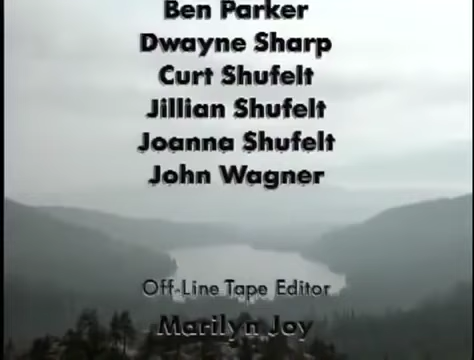 Ben Parker
Dwayne Sharp
Curt Shufelt
Jillian Shufelt
Joanna Shufelt
John Wagner
Off-Line Tape Editor
Marilyn Joy